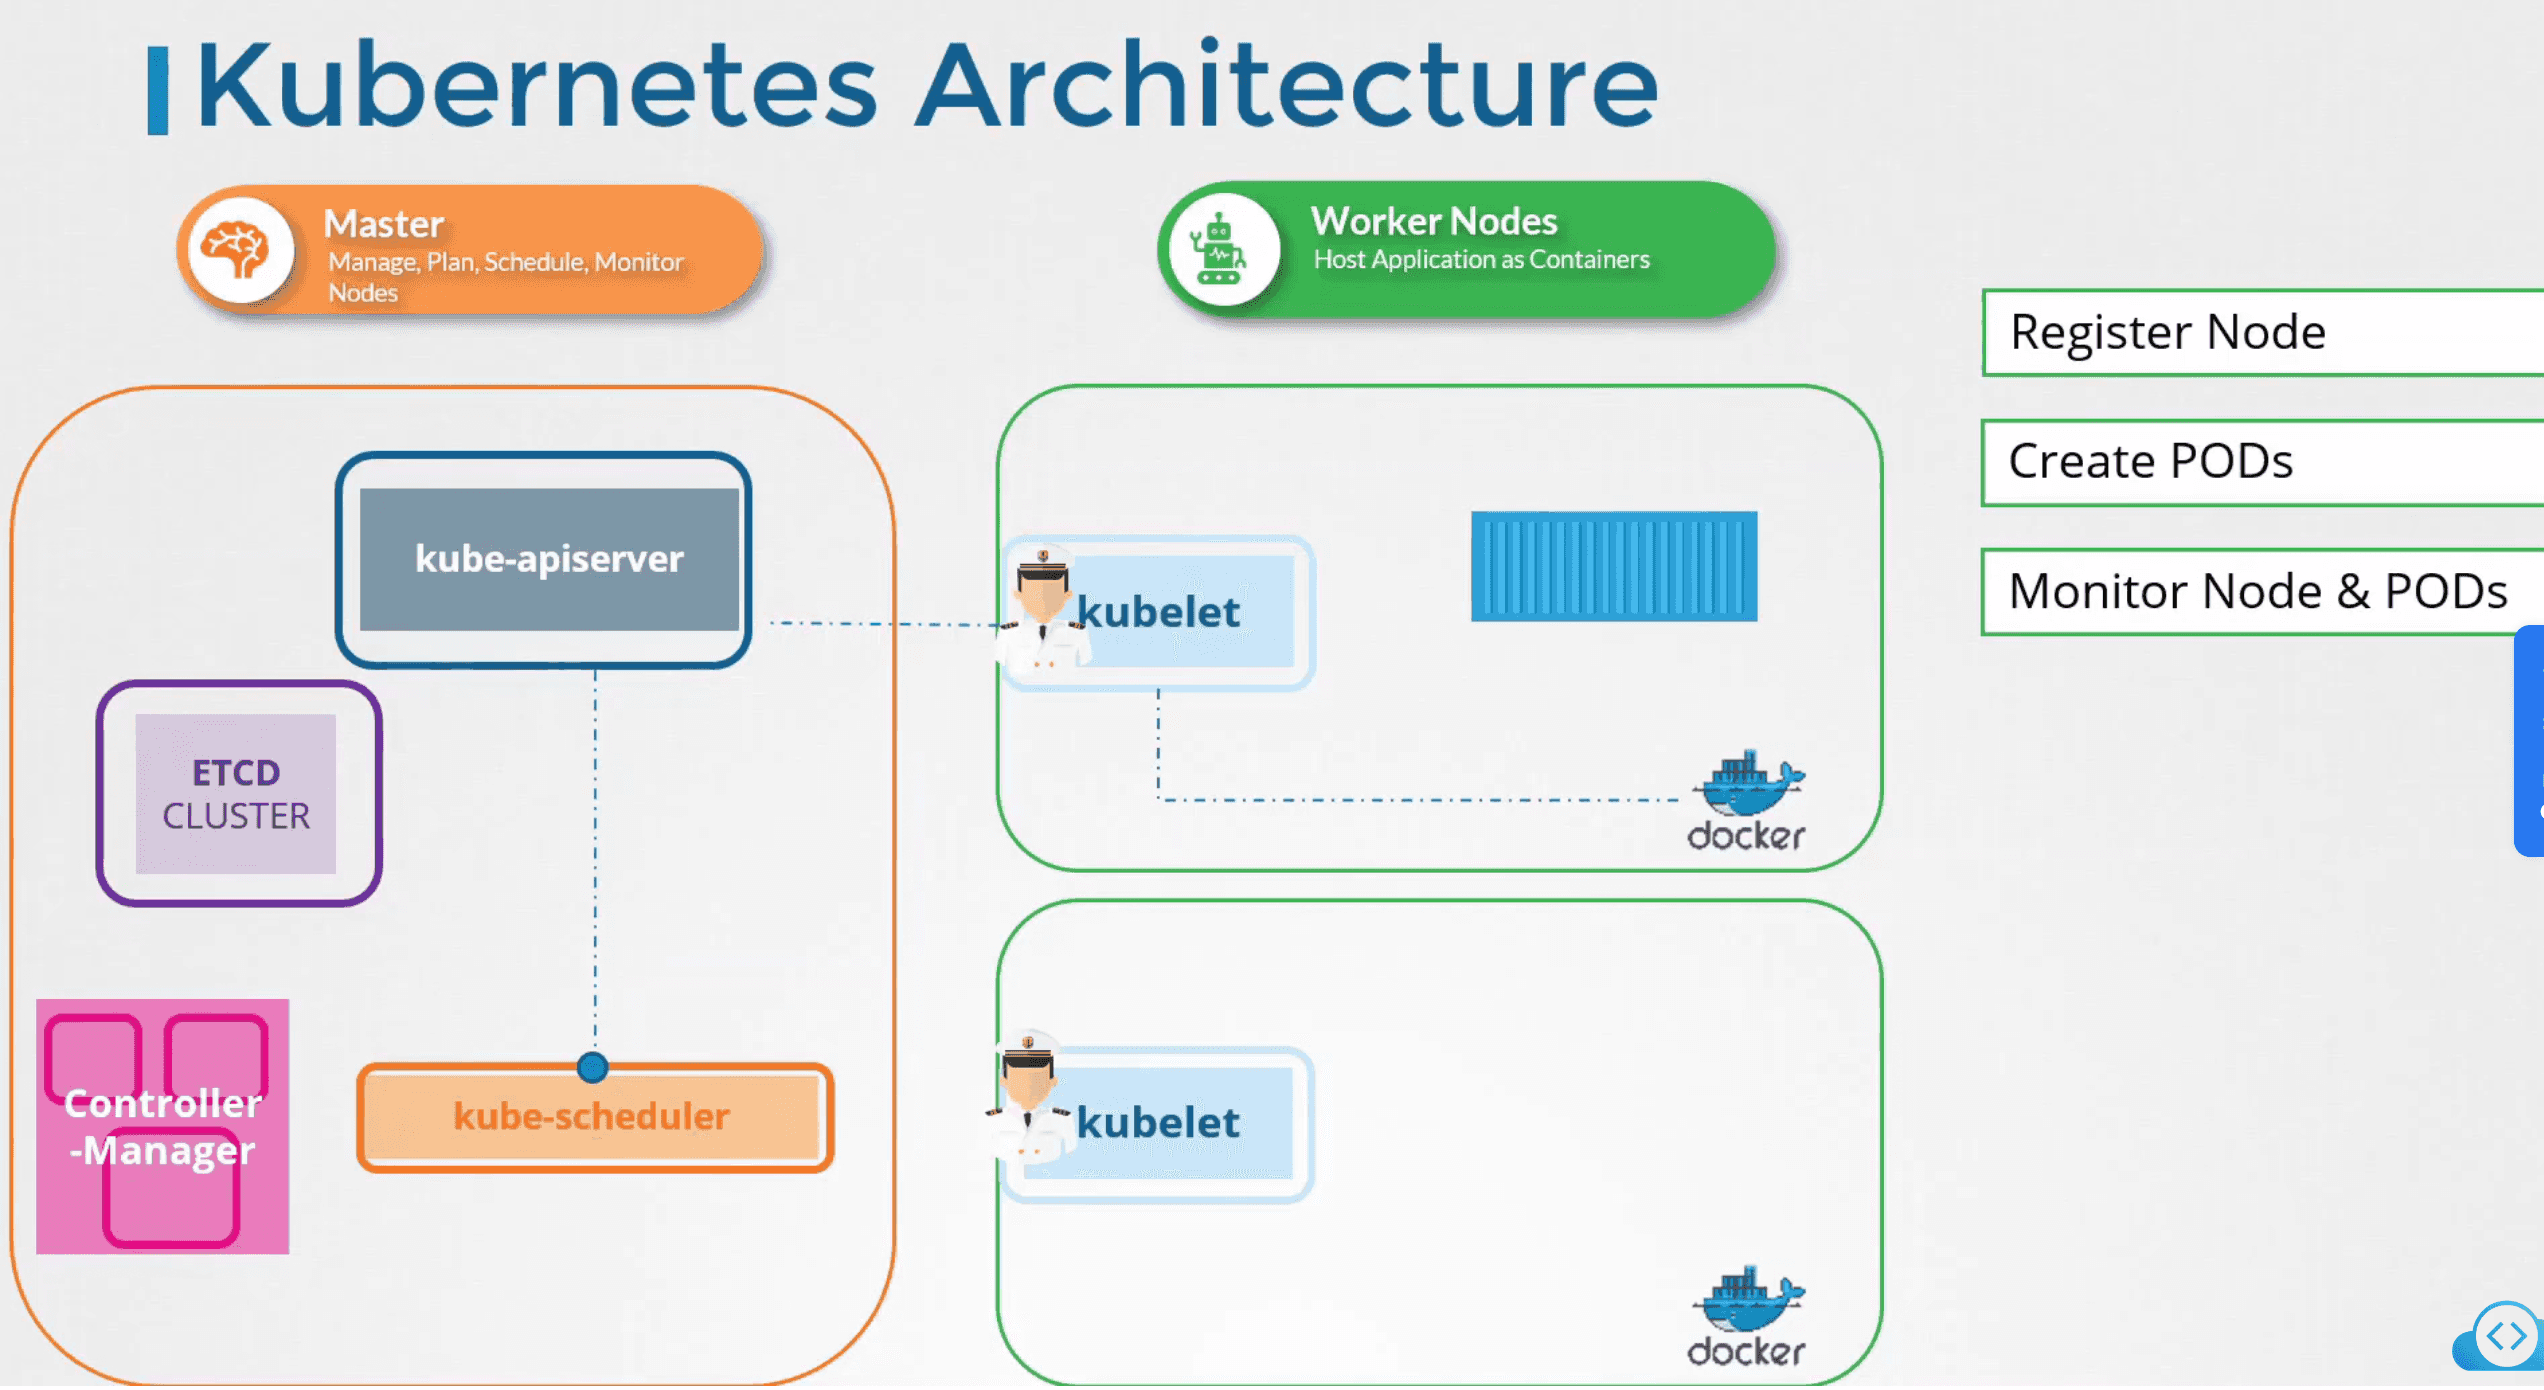 Kubernetes Architecture
Master
Manage, Plan, Schedule, Monitor
Nodes
Worker Nodes
Host Application as Containers
Register Node
Create PODs
Monitor Node & PODs
kube-apiserver
kubelet
docker
ETCD
CLUSTER
Controller
-Manager
kube-scheduler
kubelet
docker